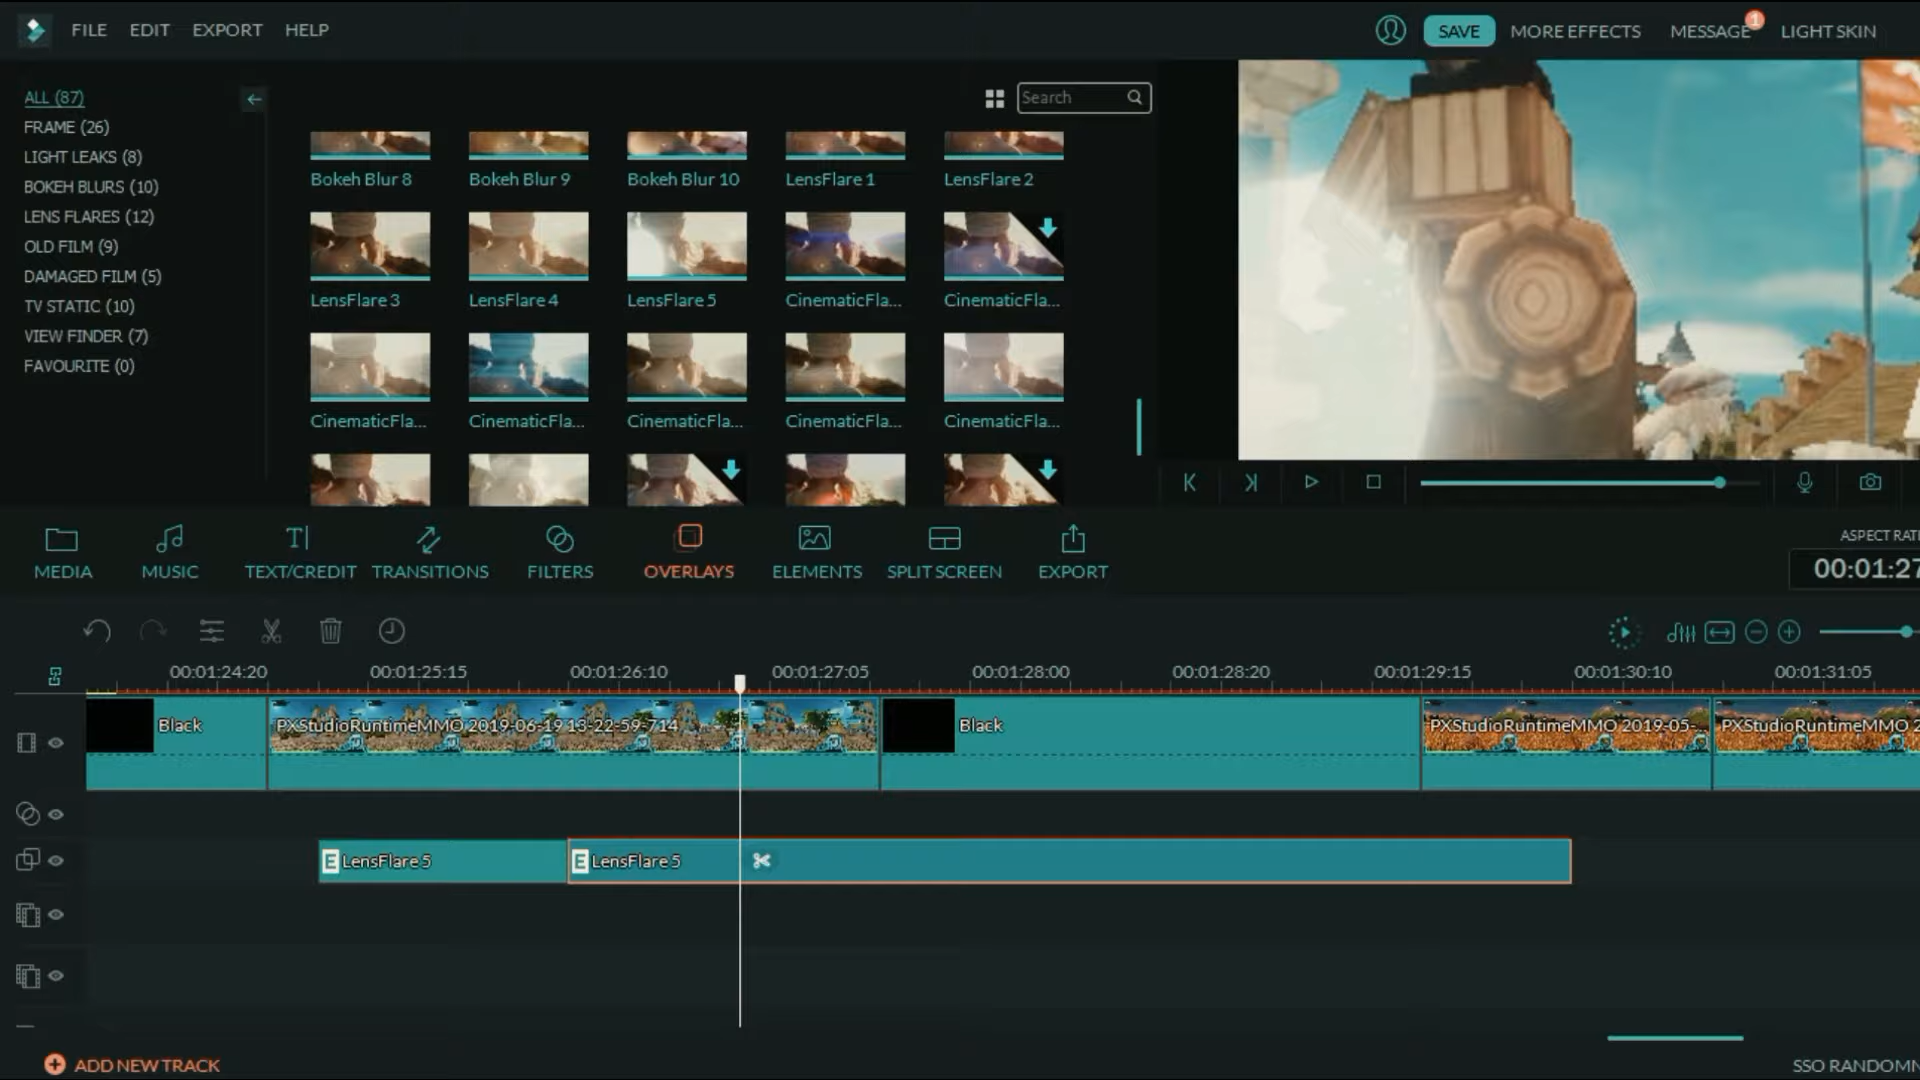 FILE EDIT EXPORT HELP
SAVE MORE EFFECTS MESSAGE 1 LIGHT SKIN
ALL (87)
FRAME (26)
LIGHT LEAKS (8)
BOKEH BLURS (10)
LENS FLARES (12)
OLD FILM (9)
DAMAGED FILM (5)
TV STATIC (10)
VIEW FINDER (7)
FAVOURITE (0)
Search
Bokeh Blur 8 Bokeh Blur 9 Bokeh Blur 10 LensFlare 1 LensFlare 2
LensFlare 3 LensFlare 4 LensFlare 5 CinematicFla... CinematicFla...
CinematicFla... CinematicFla... CinematicFla... CinematicFla... CinematicFla...
MEDIA MUSIC TEXT/CREDIT TRANSITIONS FILTERS OVERLAYS ELEMENTS SPLIT SCREEN EXPORT
ASPECT RATI
00:01:27
00:01:24:20 00:01:25:15 00:01:26:10 00:01:27:05 00:01:28:00 00:01:28:20 00:01:29:15 00:01:30:10 00:01:31:05
Black PXStudioRuntimeMMO 2019-06-19 13-22-59-714 Black PXStudioRuntimeMMO 2019-05-... PXStudioRuntimeMMO 2
E LensFlare 5 E LensFlare 5
ADD NEW TRACK
SSO RANDOMN